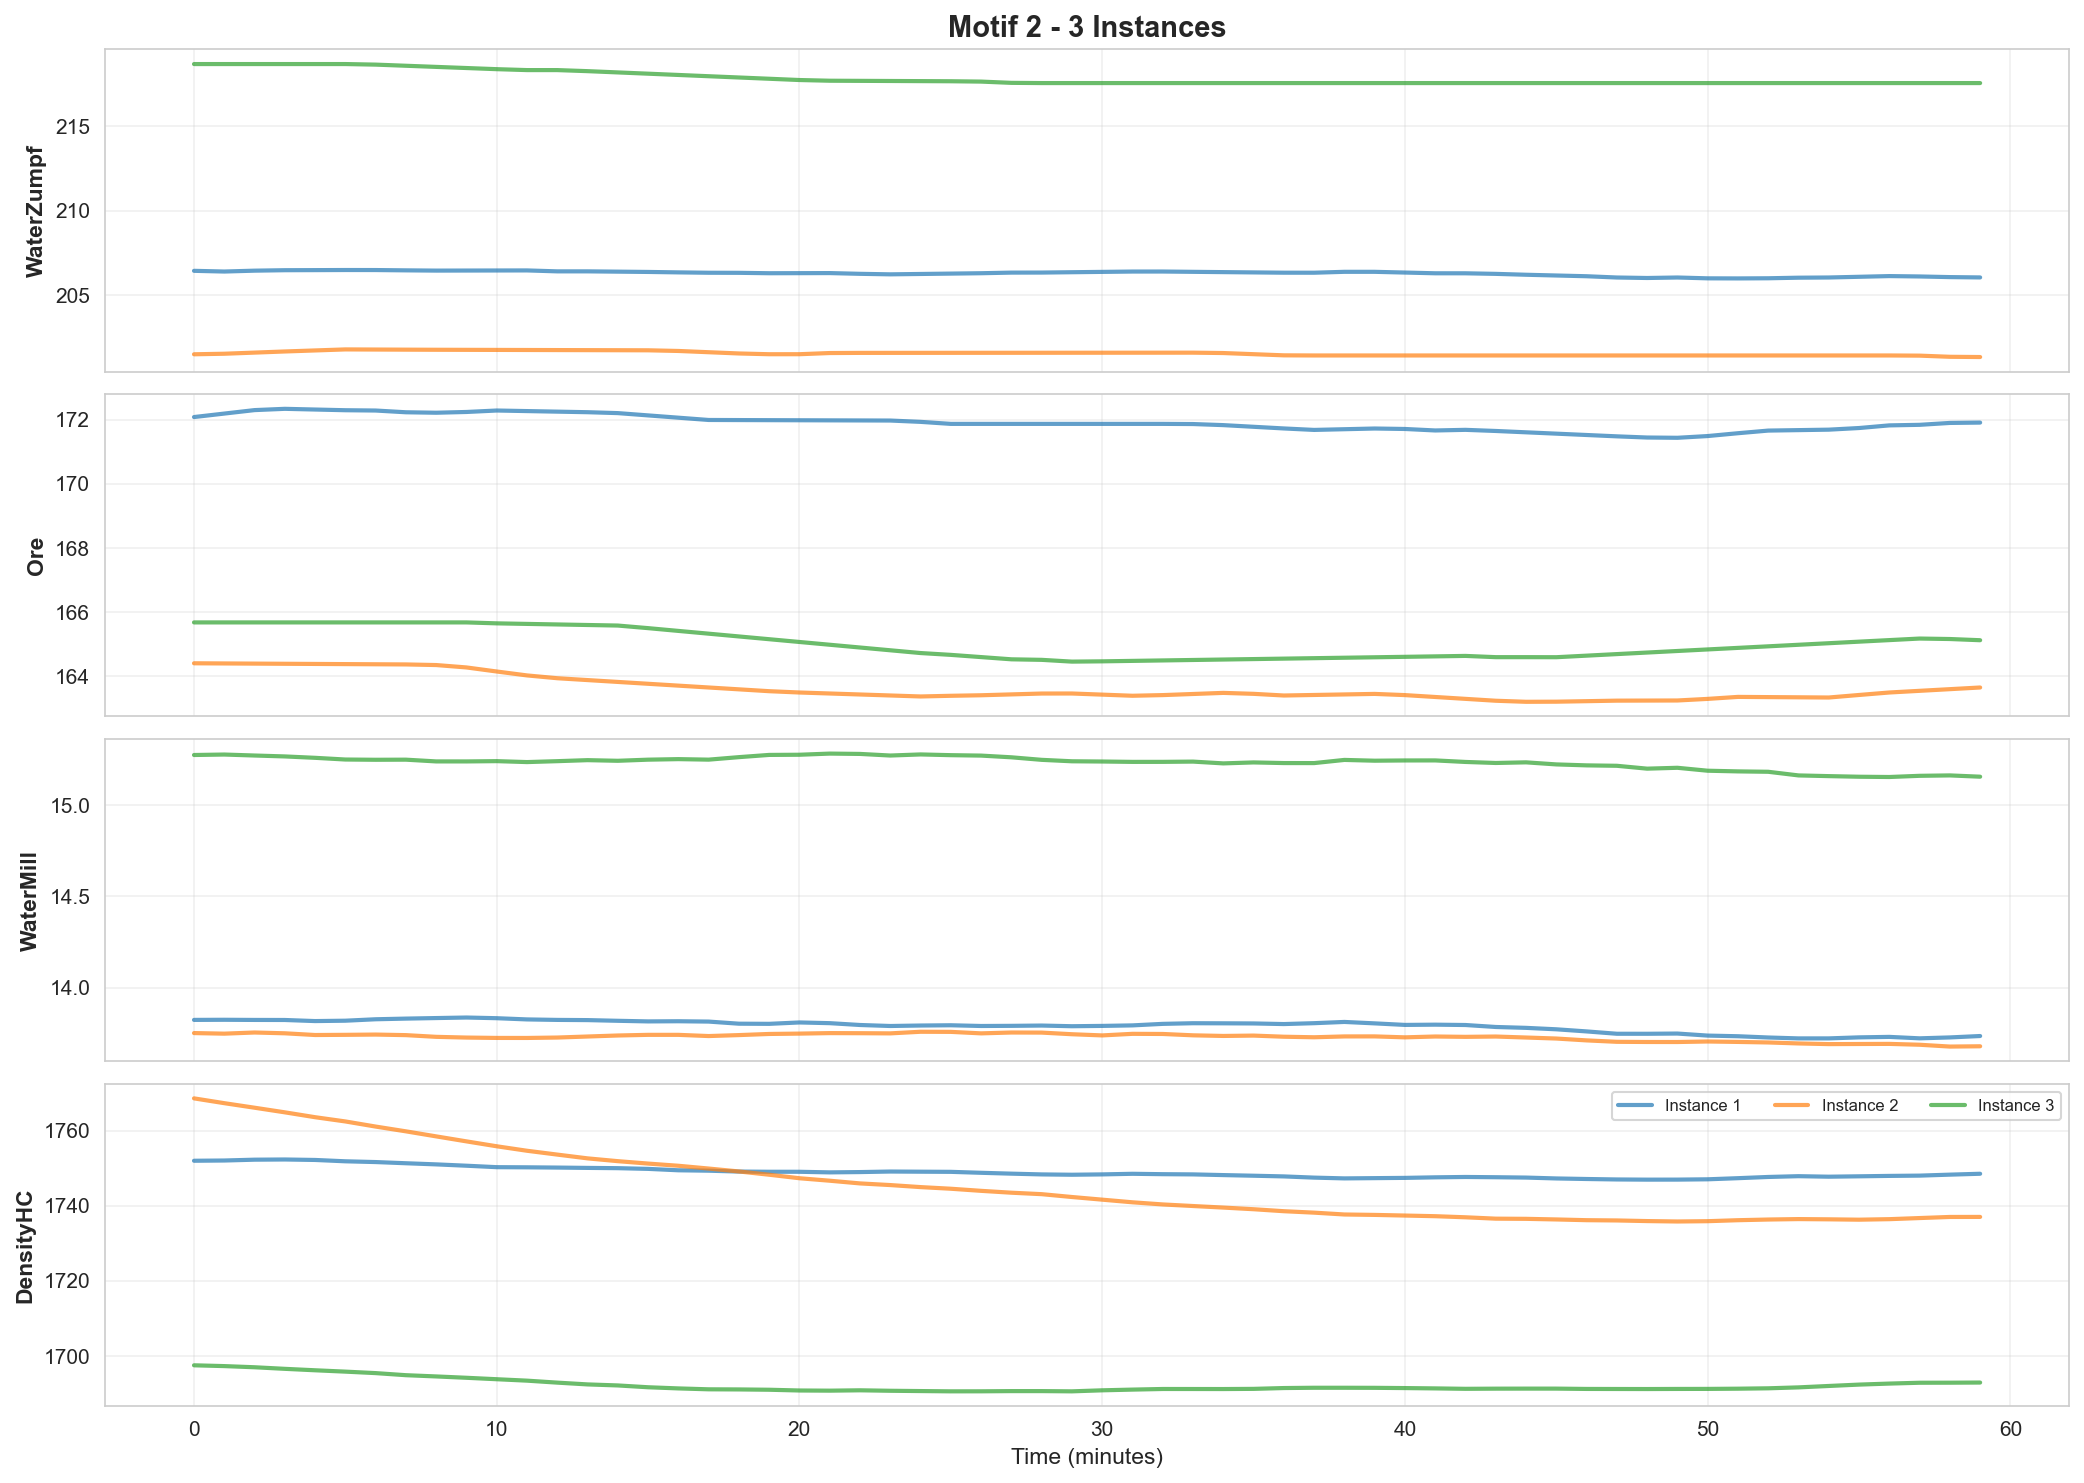 Motif 2 - 3 Instances
WaterZumpf
215
210
205
Ore
172
170
168
166
164
WaterMill
15.0
14.5
14.0
DensityHC
1760
1740
1720
1700
Instance 1 Instance 2 Instance 3
0 10 20 30 40 50 60
Time (minutes)